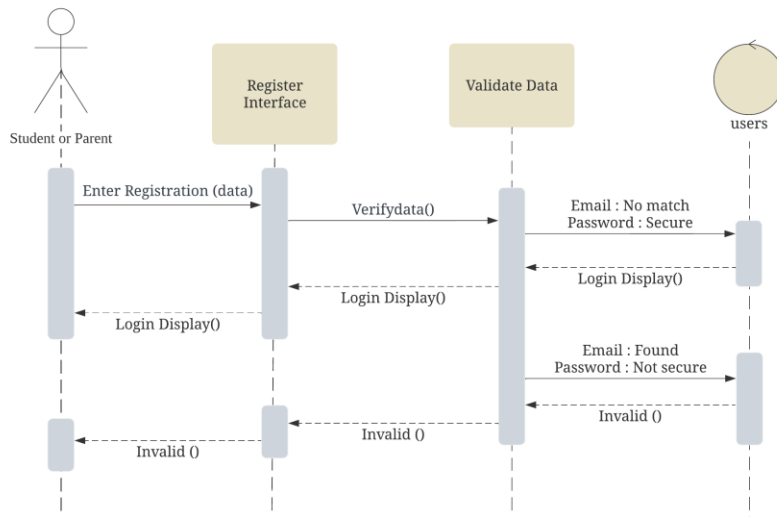 Register
Interface
Validate Data
users
Student or Parent
Enter Registration (data)
Verifydata()
Email : No match
Password : Secure
Login Display()
Login Display()
Login Display()
Email : Found
Password : Not secure
Invalid ()
Invalid ()
Invalid ()